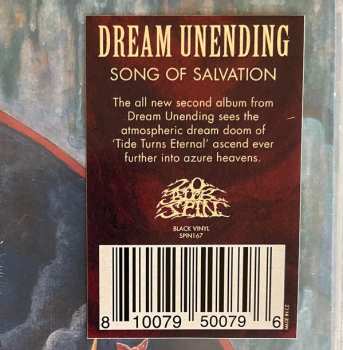 DREAM UNENDING
SONG OF SALVATION
The all new second album from
Dream Unending sees the
atmospheric dream doom of
'Tide Turns Eternal' ascend ever
further into azure heavens.
20
BUCK
SPIN
BLACK VINYL
SPIN167
8 10079 50079 6